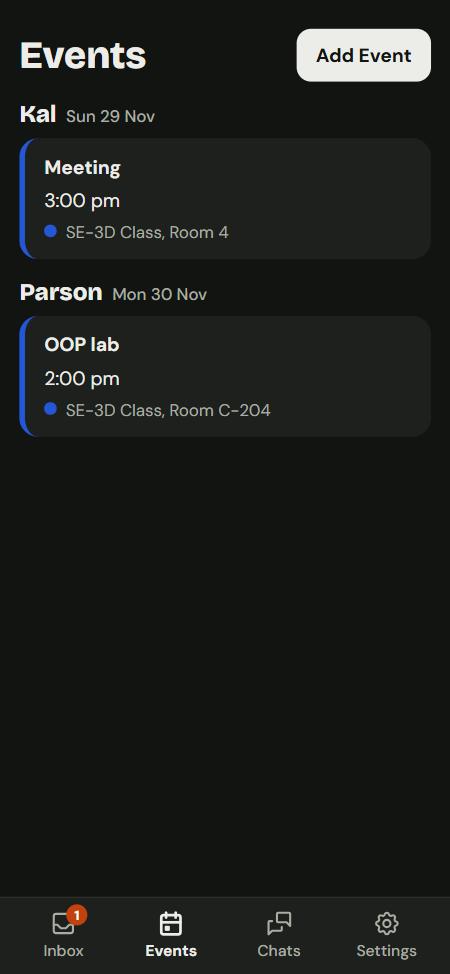 Events
Add Event
Kal Sun 29 Nov
Meeting
3:00 pm
SE-3D Class, Room 4
Parson Mon 30 Nov
OOP lab
2:00 pm
SE-3D Class, Room C-204
1
Inbox Events Chats Settings